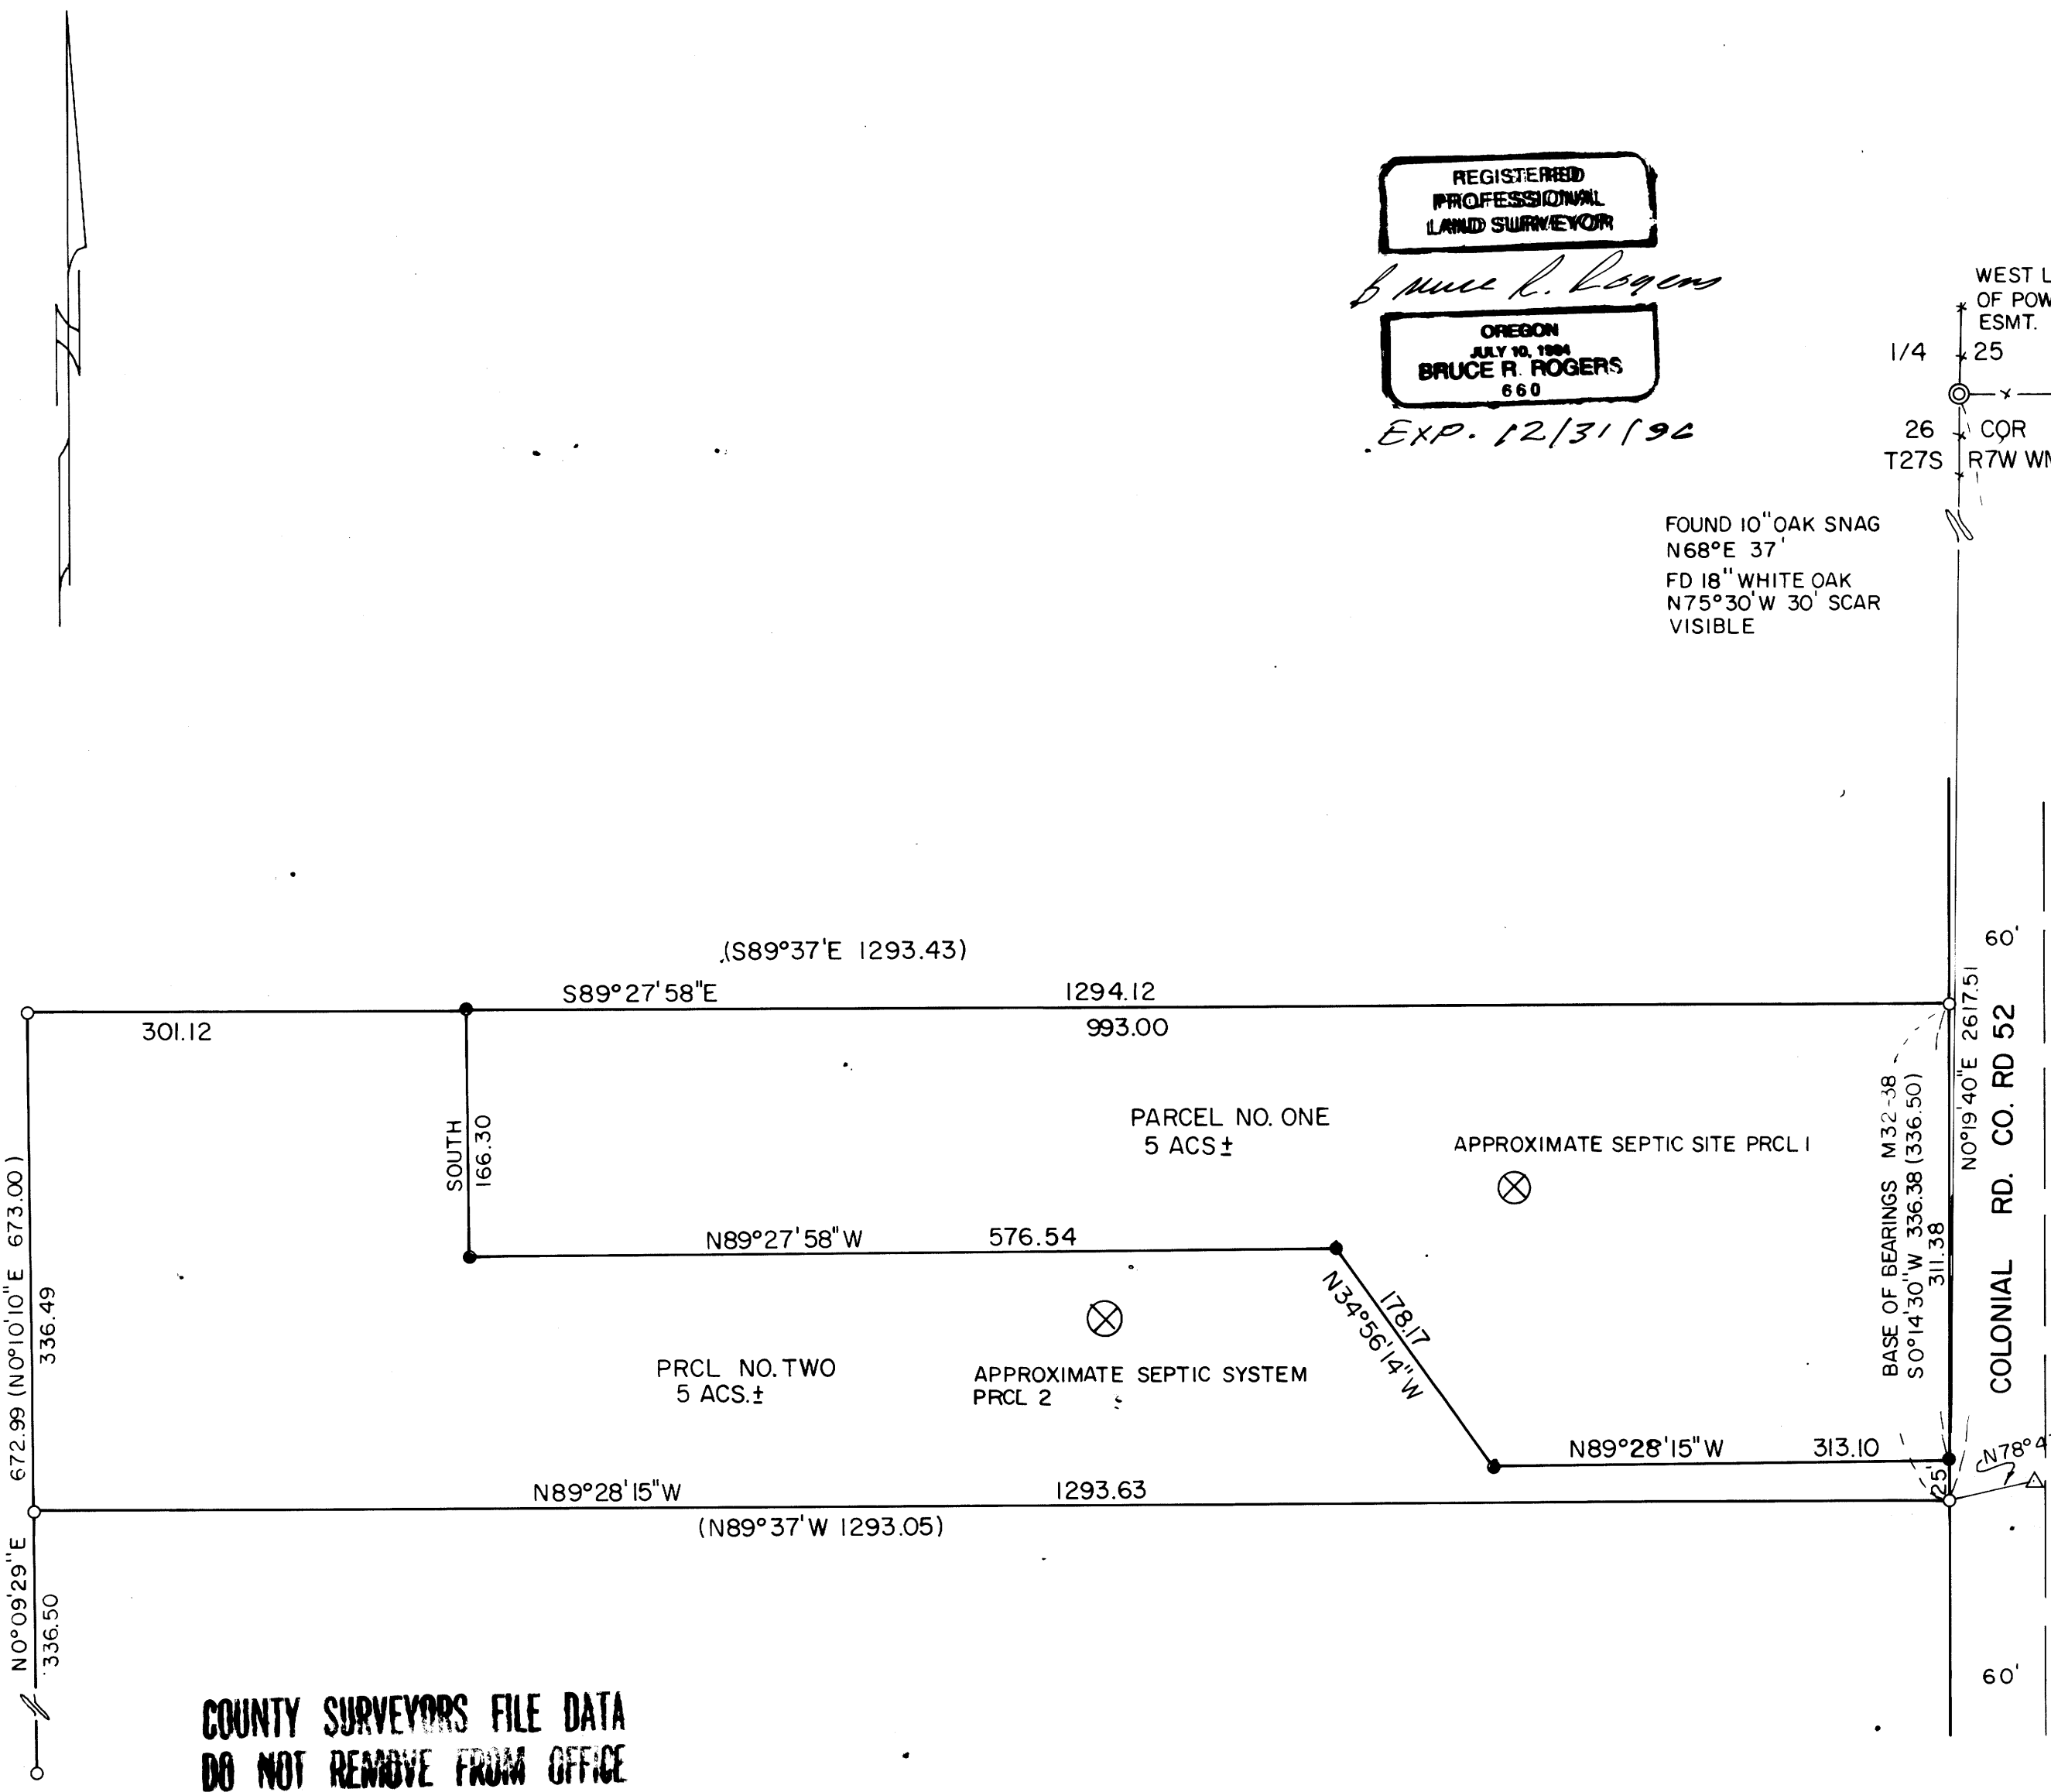 REGISTERED
PROFESSIONAL
LAND SURVEYOR
Bruce R. Rogers
OREGON
JULY 10, 1964
BRUCE R. ROGERS
660
EXP. 12/31/96
WEST L
OF POW
ESMT.
1/4 25
26 COR
T27S R7W WM
FOUND 10" OAK SNAG
N68°E 37'
FD 18" WHITE OAK
N75°30'W 30' SCAR
VISIBLE
(S89°37'E 1293.43)
S89°27'58"E 1294.12
301.12 993.00
60'
N0°19'40"E 2617.51
COLONIAL RD. CO. RD 52
BASE OF BEARINGS M32-38
S0°14'30"W 336.38 (336.50)
311.38
PARCEL NO. ONE
5 ACS±
APPROXIMATE SEPTIC SITE PRCL 1
SOUTH
166.30
N89°27'58"W 576.54
178.17
N34°56'14"W
672.99 (N0°10'10"E 673.00)
336.49
PRCL NO. TWO
5 ACS.±
APPROXIMATE SEPTIC SYSTEM
PRCL 2
N89°28'15"W 313.10
25'
N78°4
N89°28'15"W 1293.63
(N89°37'W 1293.05)
N0°09'29"E
336.50
60'
COUNTY SURVEYORS FILE DATA
DO NOT REMOVE FROM OFFICE